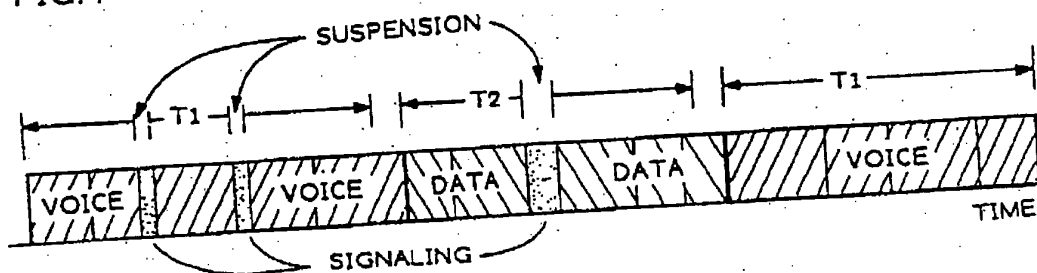 SUSPENSION
T1
T2
T1
VOICE
VOICE
DATA
DATA
VOICE
TIME
SIGNALING